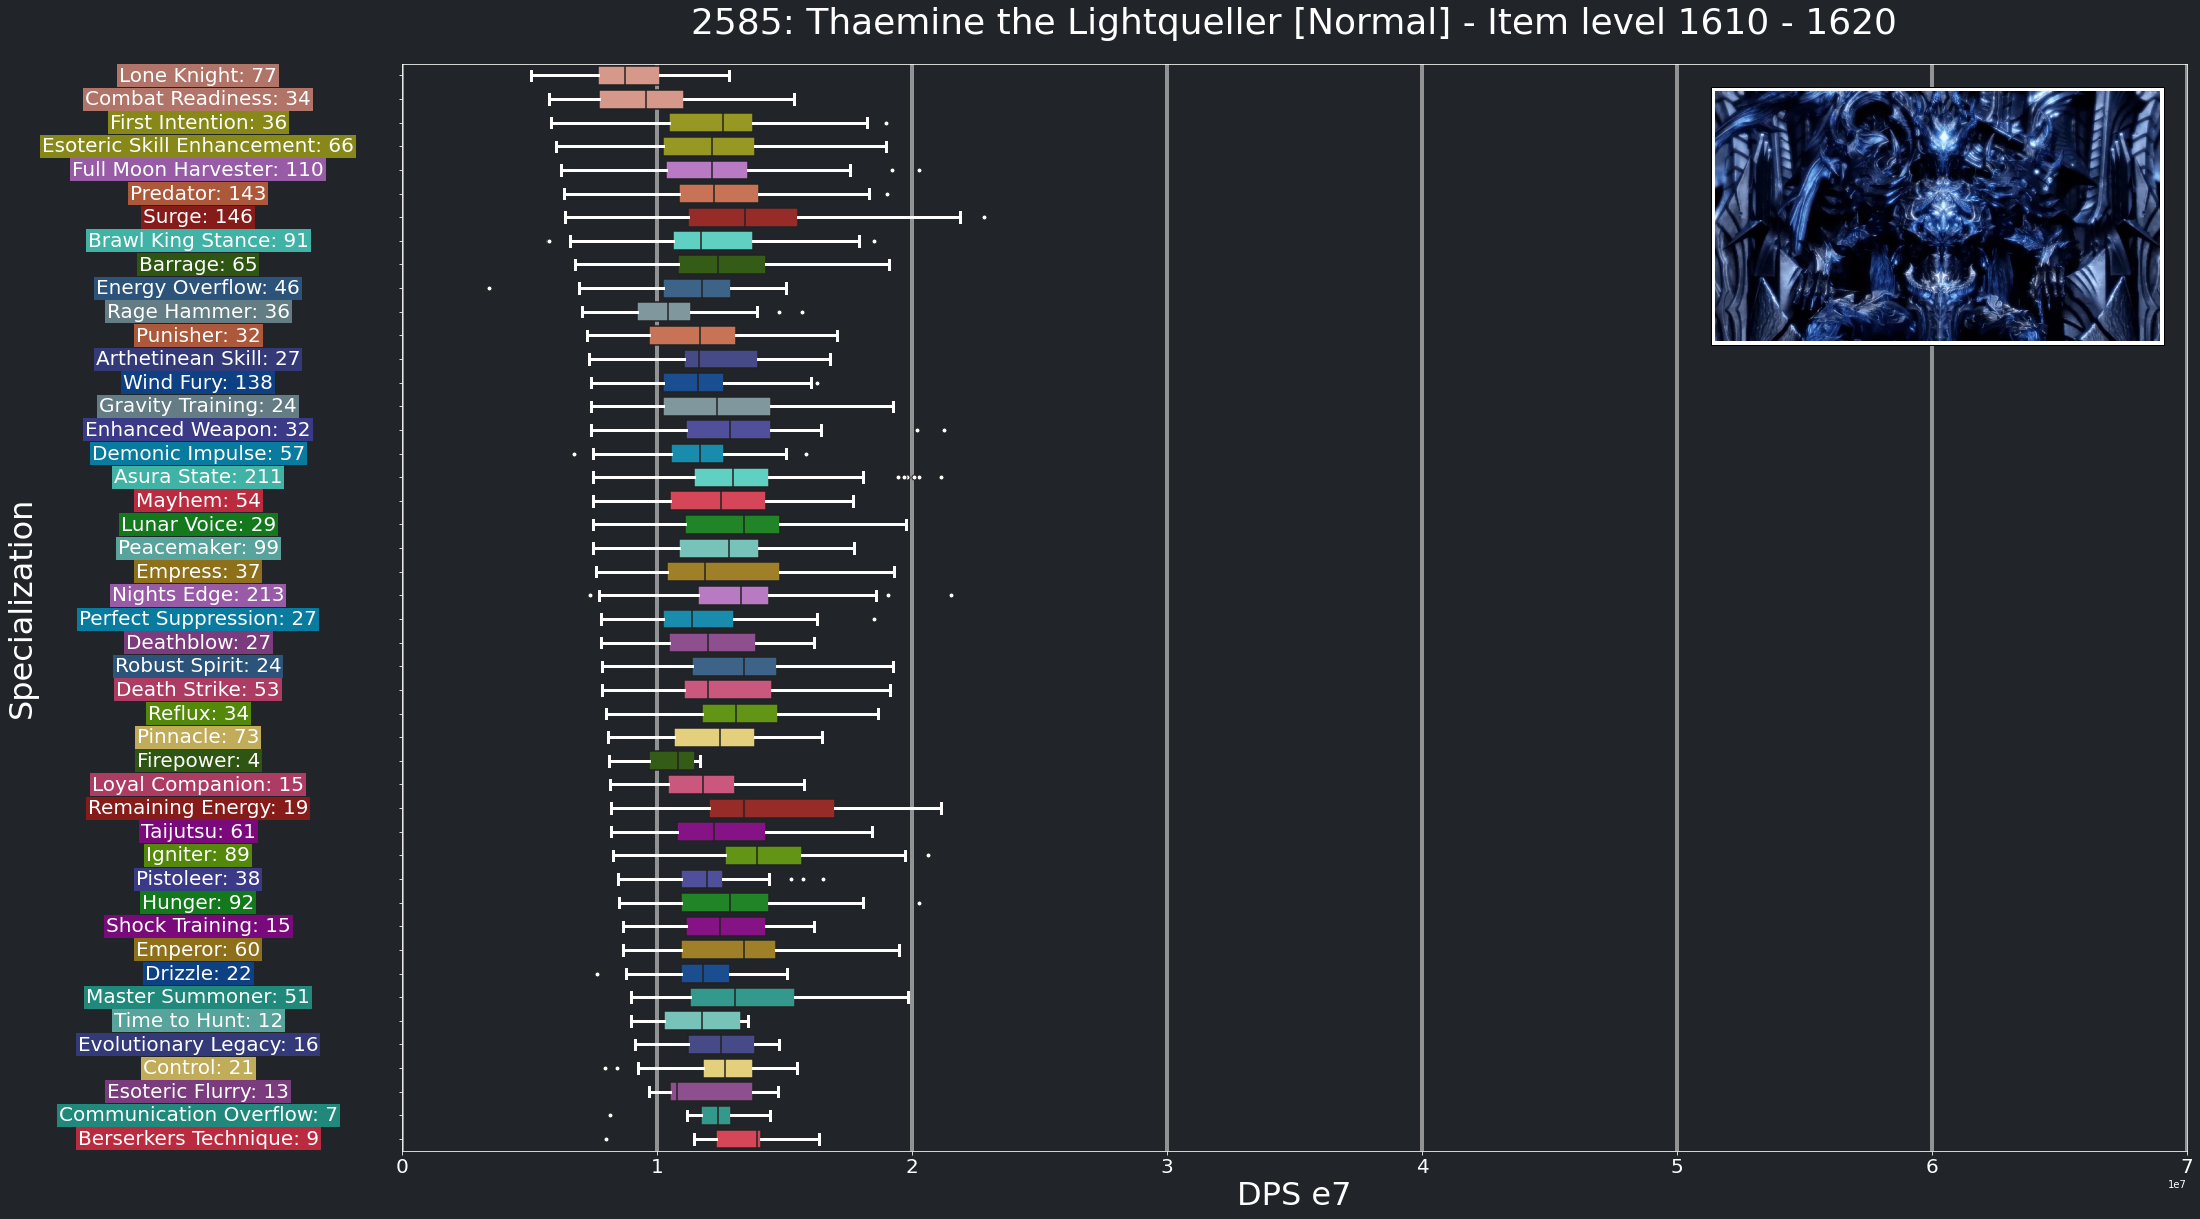 2585: Thaemine the Lightqueller [Normal] - Item level 1610 - 1620
Specialization
Lone Knight: 77
Combat Readiness: 34
First Intention: 36
Esoteric Skill Enhancement: 66
Full Moon Harvester: 110
Predator: 143
Surge: 146
Brawl King Stance: 91
Barrage: 65
Energy Overflow: 46
Rage Hammer: 36
Punisher: 32
Arthetinean Skill: 27
Wind Fury: 138
Gravity Training: 24
Enhanced Weapon: 32
Demonic Impulse: 57
Asura State: 211
Mayhem: 54
Lunar Voice: 29
Peacemaker: 99
Empress: 37
Nights Edge: 213
Perfect Suppression: 27
Deathblow: 27
Robust Spirit: 24
Death Strike: 53
Reflux: 34
Pinnacle: 73
Firepower: 4
Loyal Companion: 15
Remaining Energy: 19
Taijutsu: 61
Igniter: 89
Pistoleer: 38
Hunger: 92
Shock Training: 15
Emperor: 60
Drizzle: 22
Master Summoner: 51
Time to Hunt: 12
Evolutionary Legacy: 16
Control: 21
Esoteric Flurry: 13
Communication Overflow: 7
Berserkers Technique: 9
0 1 2 3 4 5 6 7
1e7
DPS e7